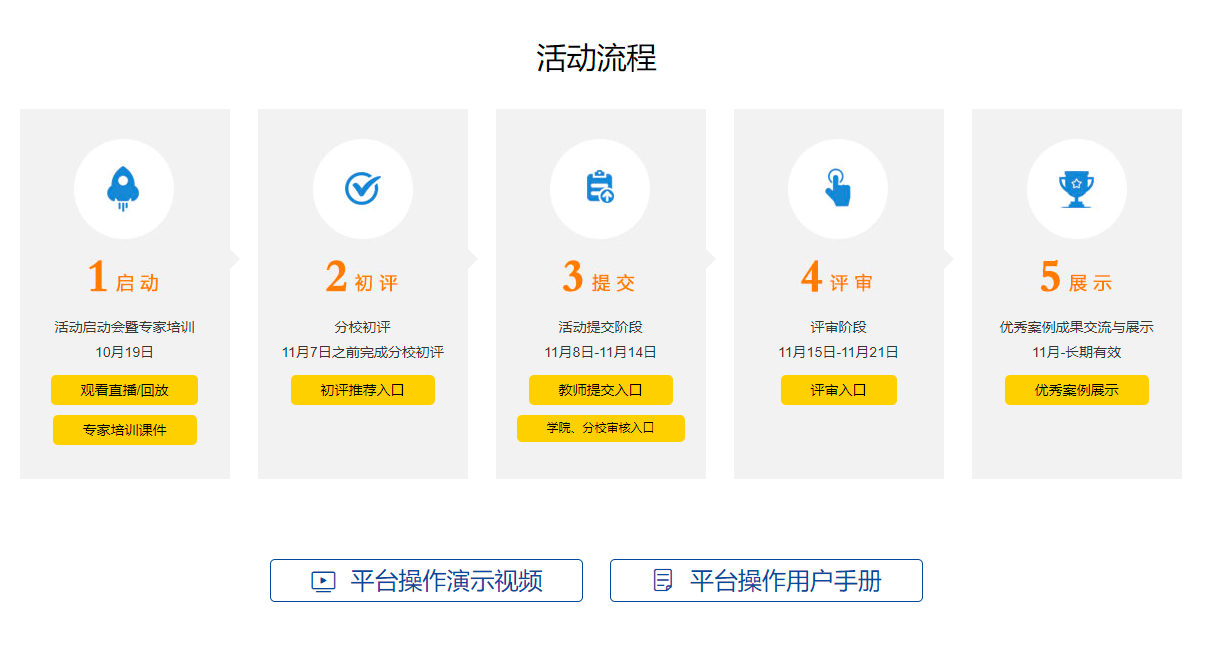 活动流程
1 启动
活动启动会暨专家培训
10月19日
观看直播/回放
专家培训课件
2 初评
分校初评
11月7日之前完成分校初评
初评推荐入口
3 提交
活动提交阶段
11月8日-11月14日
教师提交入口
学院、分校审核入口
4 评审
评审阶段
11月15日-11月21日
评审入口
5 展示
优秀案例成果交流与展示
11月-长期有效
优秀案例展示
平台操作演示视频
平台操作用户手册